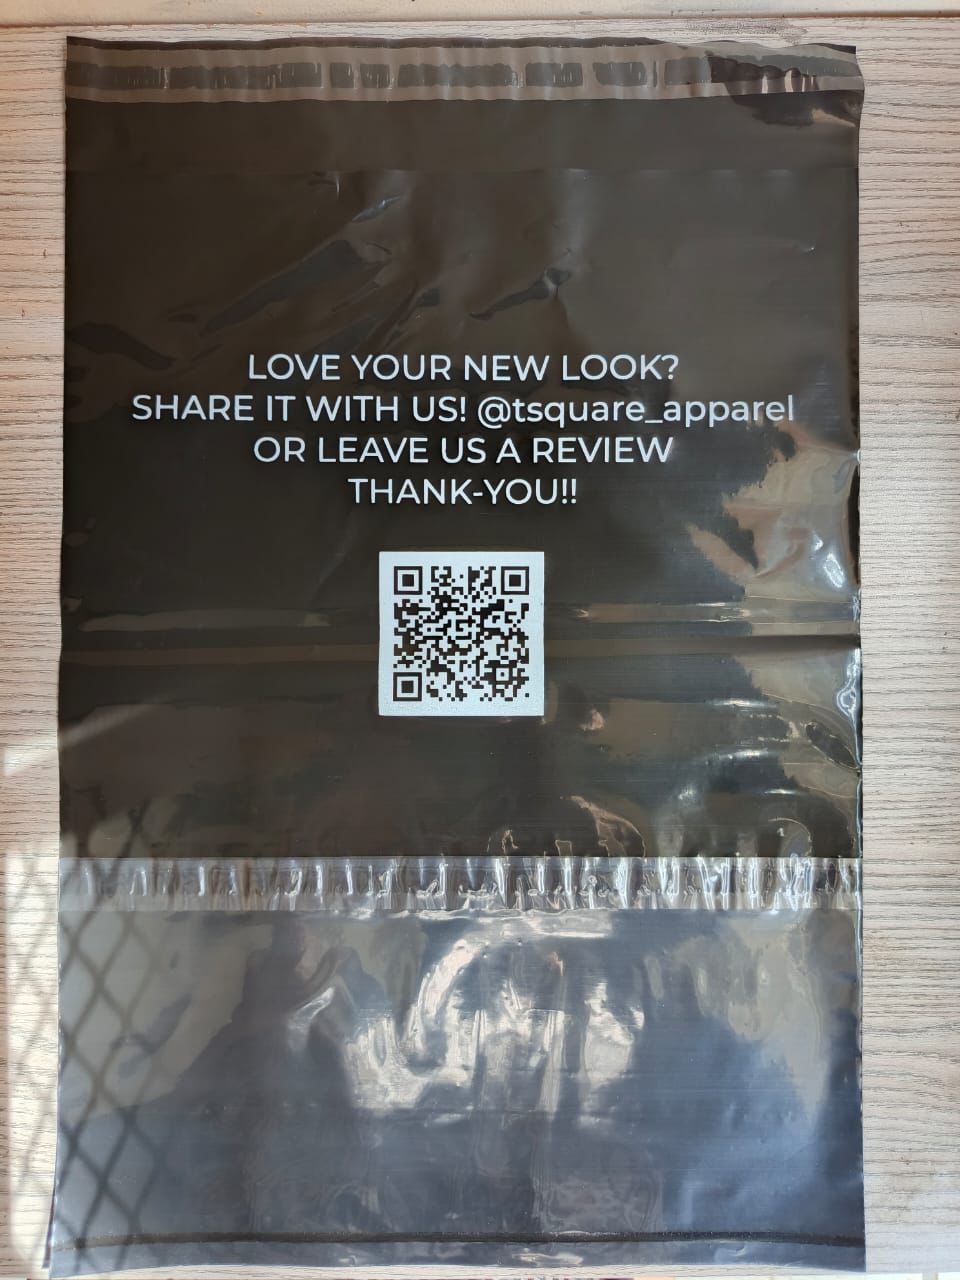 LOVE YOUR NEW LOOK?
SHARE IT WITH US! @tsquare_apparel
OR LEAVE US A REVIEW
THANK-YOU!!